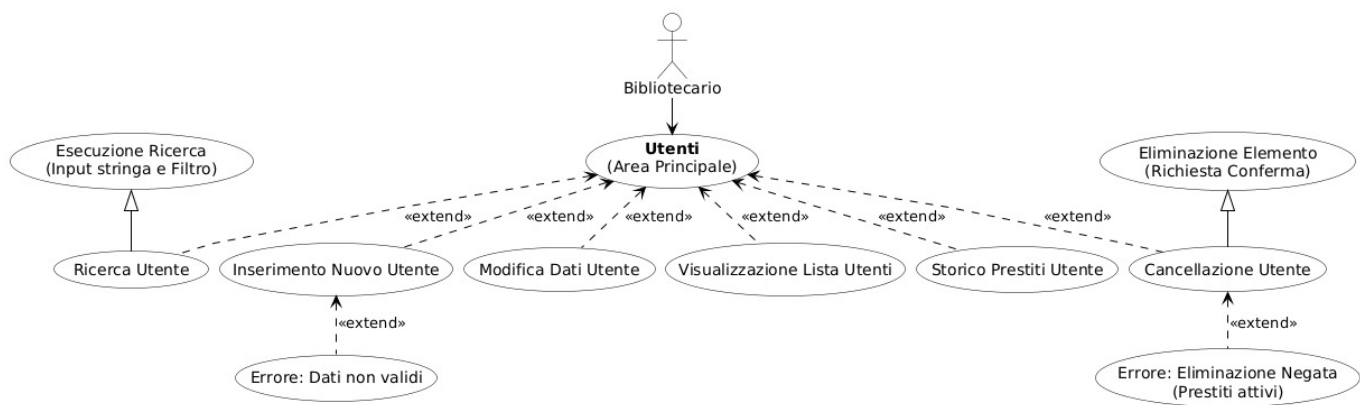 Bibliotecario
Esecuzione Ricerca
(Input stringa e Filtro)
Utenti
(Area Principale)
Eliminazione Elemento
(Richiesta Conferma)
«extend»
«extend»
«extend»
«extend»
«extend»
«extend»
Ricerca Utente
Inserimento Nuovo Utente
Modifica Dati Utente
Visualizzazione Lista Utenti
Storico Prestiti Utente
Cancellazione Utente
«extend»
«extend»
Errore: Dati non validi
Errore: Eliminazione Negata
(Prestiti attivi)